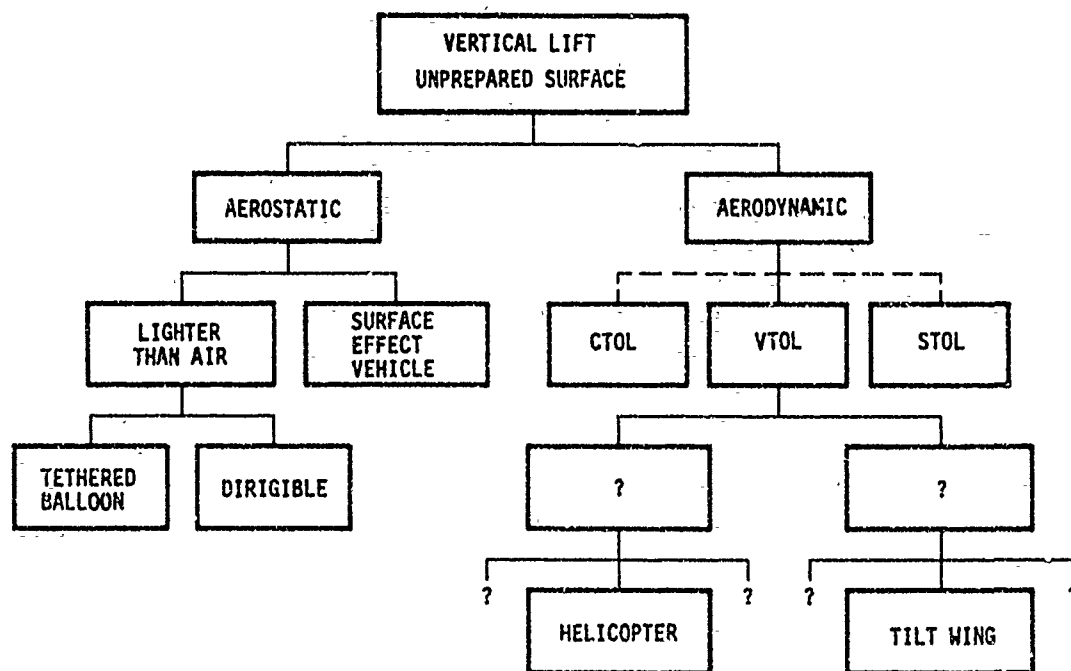 VERTICAL LIFT
UNPREPARED SURFACE
AEROSTATIC
AERODYNAMIC
LIGHTER
THAN AIR
SURFACE
EFFECT
VEHICLE
CTOL
VTOL
STOL
TETHERED
BALLOON
DIRIGIBLE
?
?
?
?
?
HELICOPTER
TILT WING